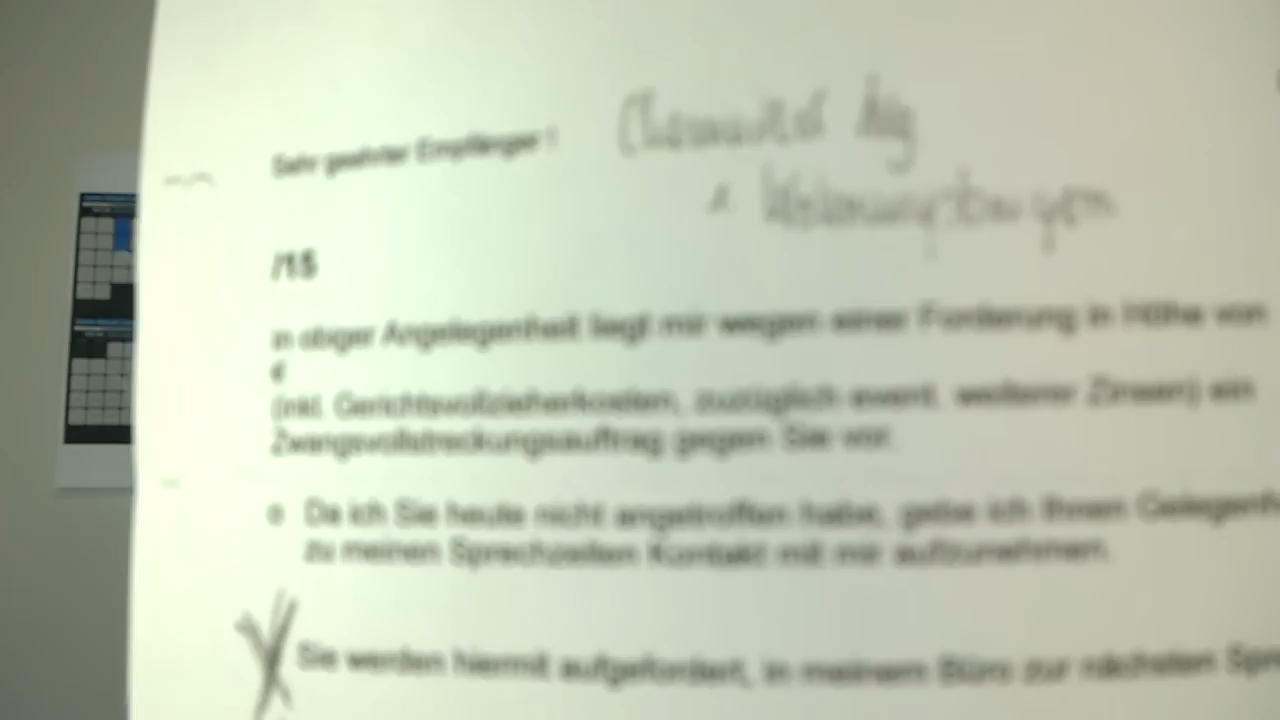 Sehr geehrter Empfänger !
/15
in obiger Angelegenheit liegt mir wegen einer Forderung in Höhe von
€
(inkl. Gerichtsvollzieherkosten, zuzüglich event. weiterer Zinsen) ein
Zwangsvollstreckungsauftrag gegen Sie vor.
o Da ich Sie heute nicht angetroffen habe, gebe ich Ihnen
zu meinen Sprechzeiten Kontakt mit mir aufzunehmen.
X Sie werden hiermit aufgefordert, in meinem Büro zur nächsten